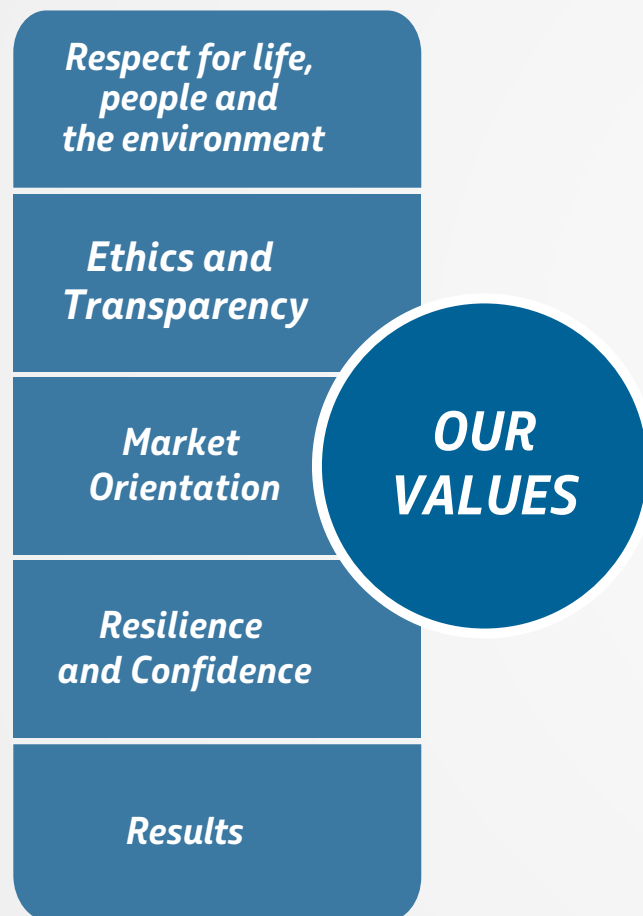 Respect for life,
people and
the environment
Ethics and
Transparency
Market
Orientation
OUR
VALUES
Resilience
and Confidence
Results